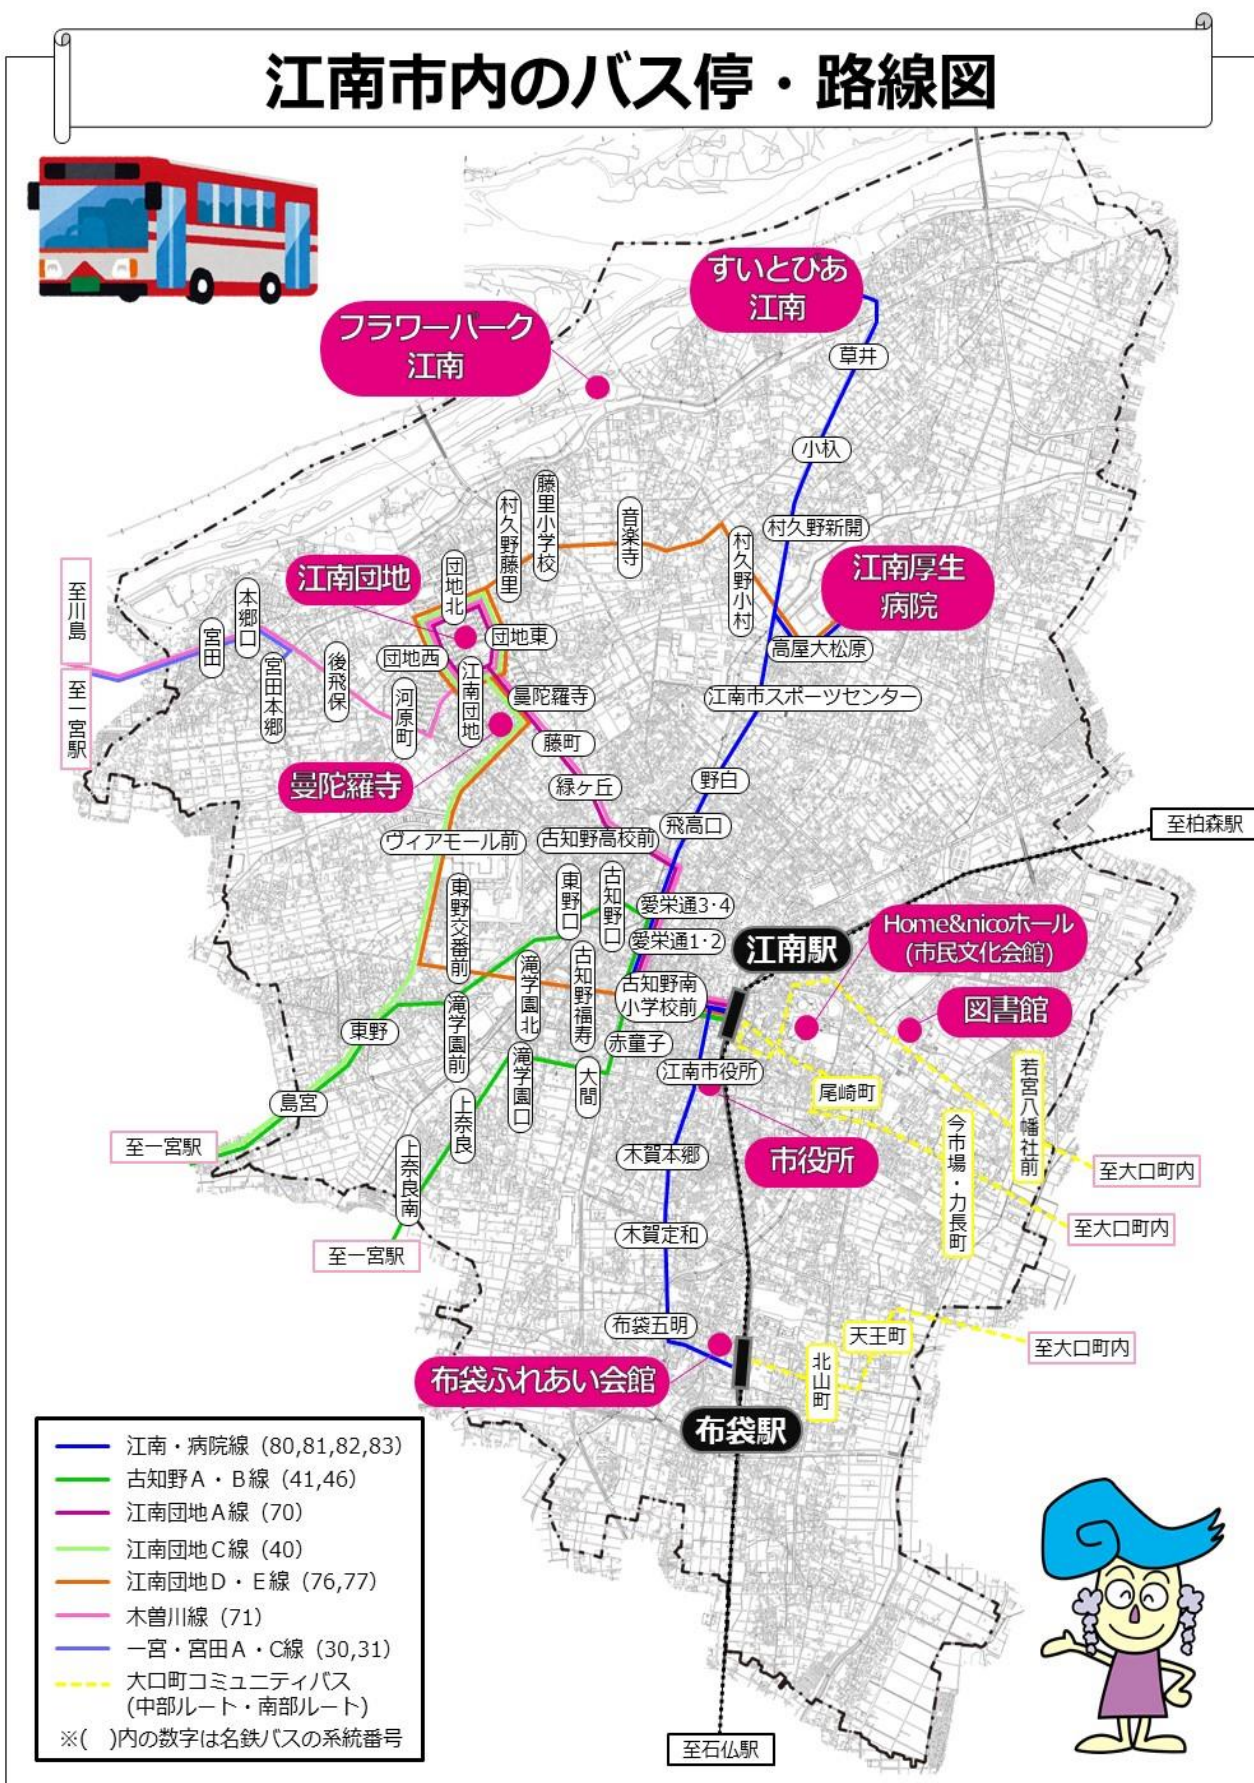 江南市内のバス停・路線図
すいとぴあ
江南
フラワーパーク
江南
草井
小杁
村久野新開
藤里小学校
村久野藤里
音楽寺
村久野小村
江南厚生
病院
江南団地
団地北
団地東
団地西
江南団地
高屋大松原
至川島
至一宮駅
宮田
本郷口
宮田本郷
後飛保
河原町
曼陀羅寺
江南市スポーツセンター
藤町
曼陀羅寺
緑ヶ丘
野白
飛高口
至柏森駅
ヴィアモール前
古知野高校前
東野交番前
東野口
古知野口
愛栄通3・4
愛栄通1・2
江南駅
Home&nicoホール
(市民文化会館)
滝学園北
古知野福寿
古知野南
小学校前
図書館
東野
滝学園前
滝学園口
赤童子
大間
江南市役所
尾崎町
若宮八幡社前
島宮
上奈良
今市場・力長町
至一宮駅
上奈良南
木賀本郷
市役所
至大口町内
至大口町内
至一宮駅
木賀定和
布袋五明
天王町
至大口町内
北山町
布袋ふれあい会館
布袋駅
江南・病院線 (80,81,82,83)
古知野A・B線 (41,46)
江南団地A線 (70)
江南団地C線 (40)
江南団地D・E線 (76,77)
木曽川線 (71)
一宮・宮田A・C線 (30,31)
大口町コミュニティバス
(中部ルート・南部ルート)
※( )内の数字は名鉄バスの系統番号
至石仏駅